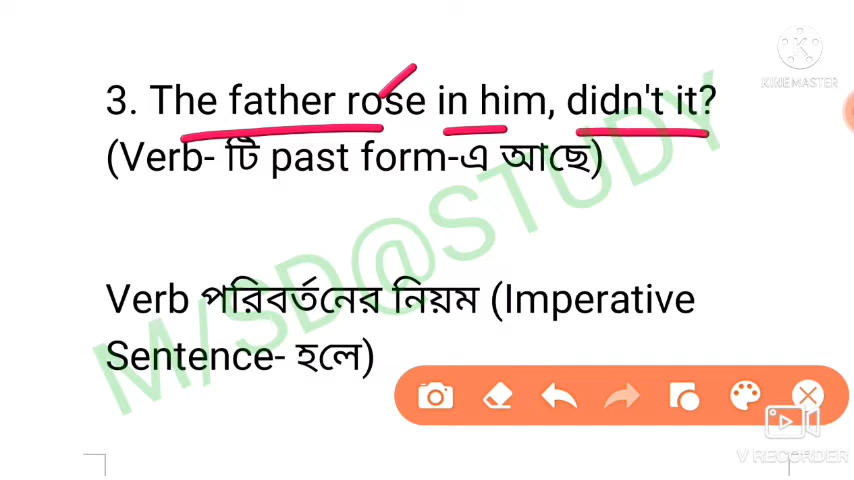 KINEMASTER
3. The father rose in him, didn't it?
(Verb- টি past form-এ আছে)
M/SD@STUDY
Verb পরিবর্তনের নিয়ম (Imperative
Sentence- হলে)
V RECORDER